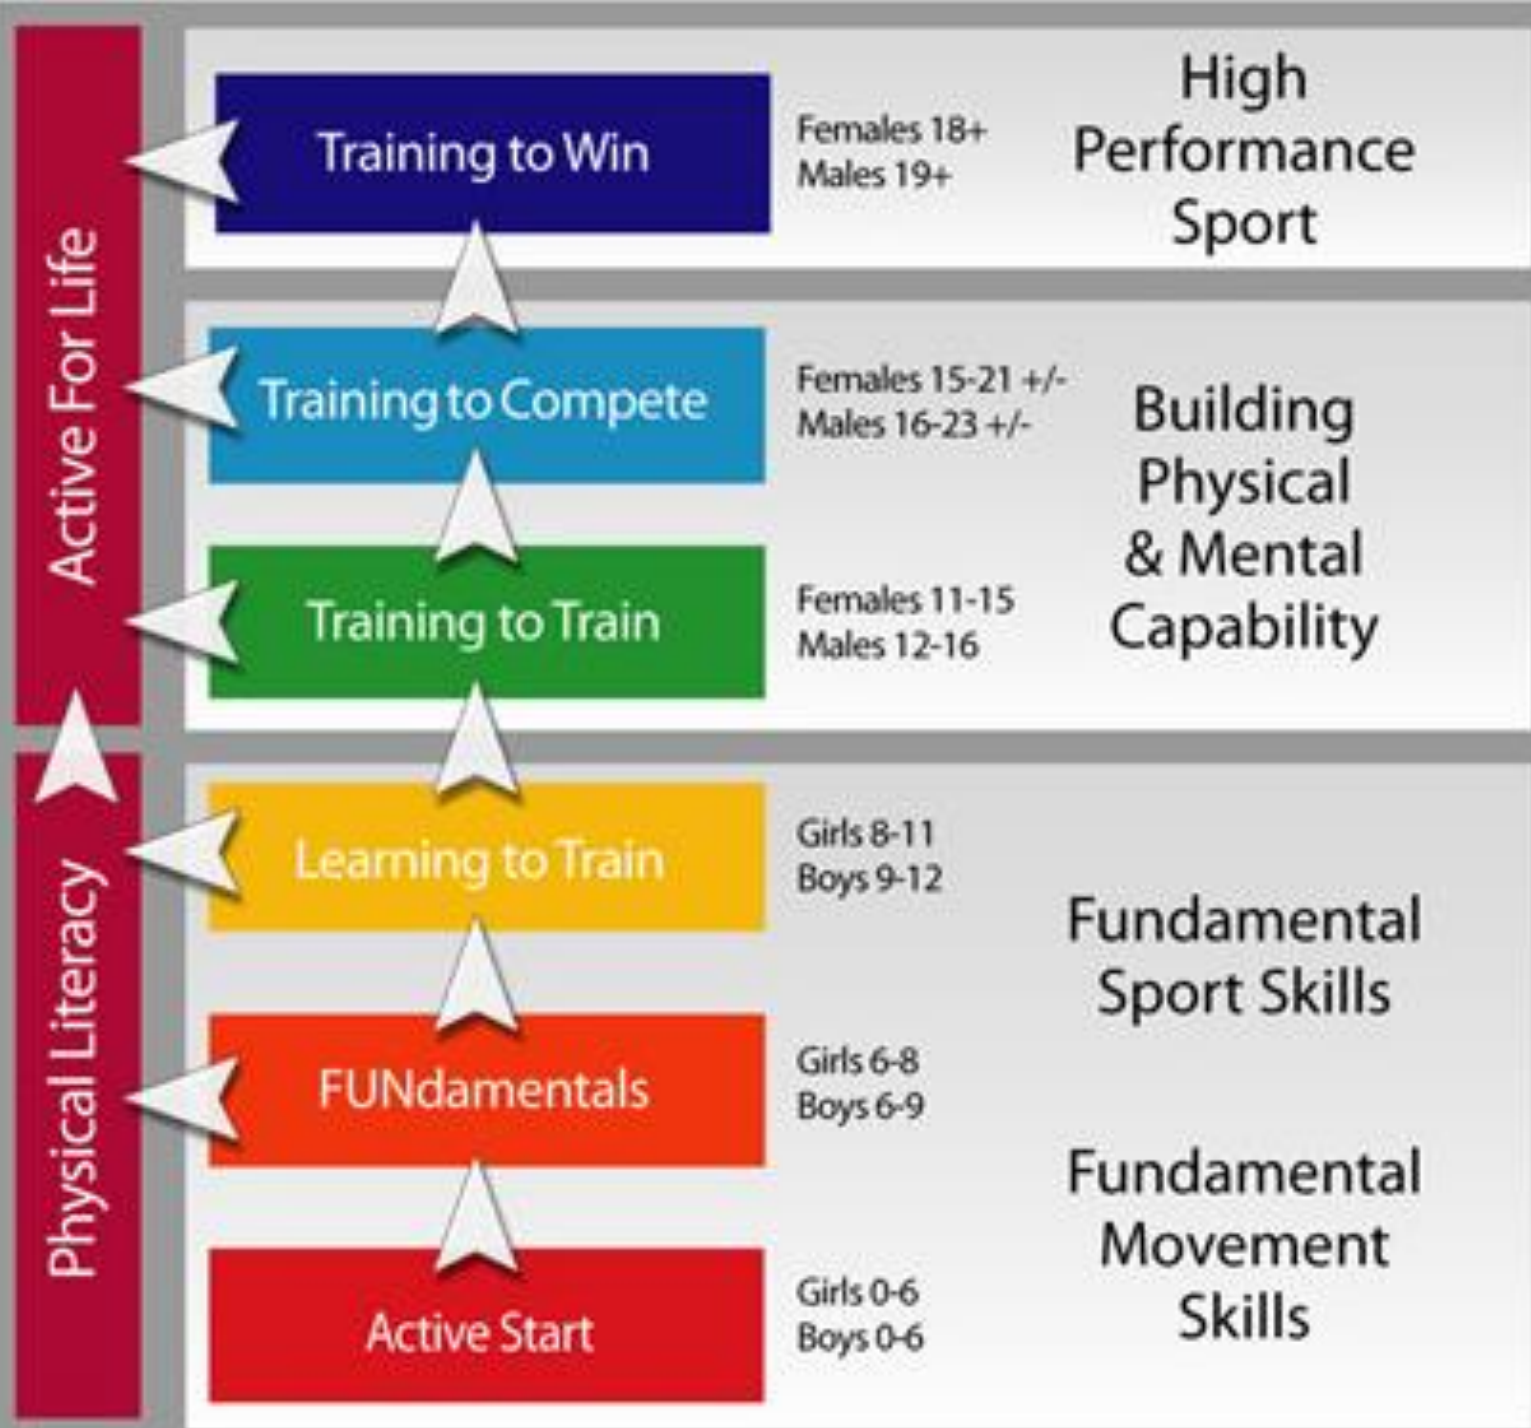 Active For Life
Physical Literacy
Training to Win
Females 18+
Males 19+
High
Performance
Sport
Training to Compete
Females 15-21 +/-
Males 16-23 +/-
Training to Train
Females 11-15
Males 12-16
Building
Physical
& Mental
Capability
Learning to Train
Girls 8-11
Boys 9-12
Fundamental
Sport Skills
FUNdamentals
Girls 6-8
Boys 6-9
Active Start
Girls 0-6
Boys 0-6
Fundamental
Movement
Skills